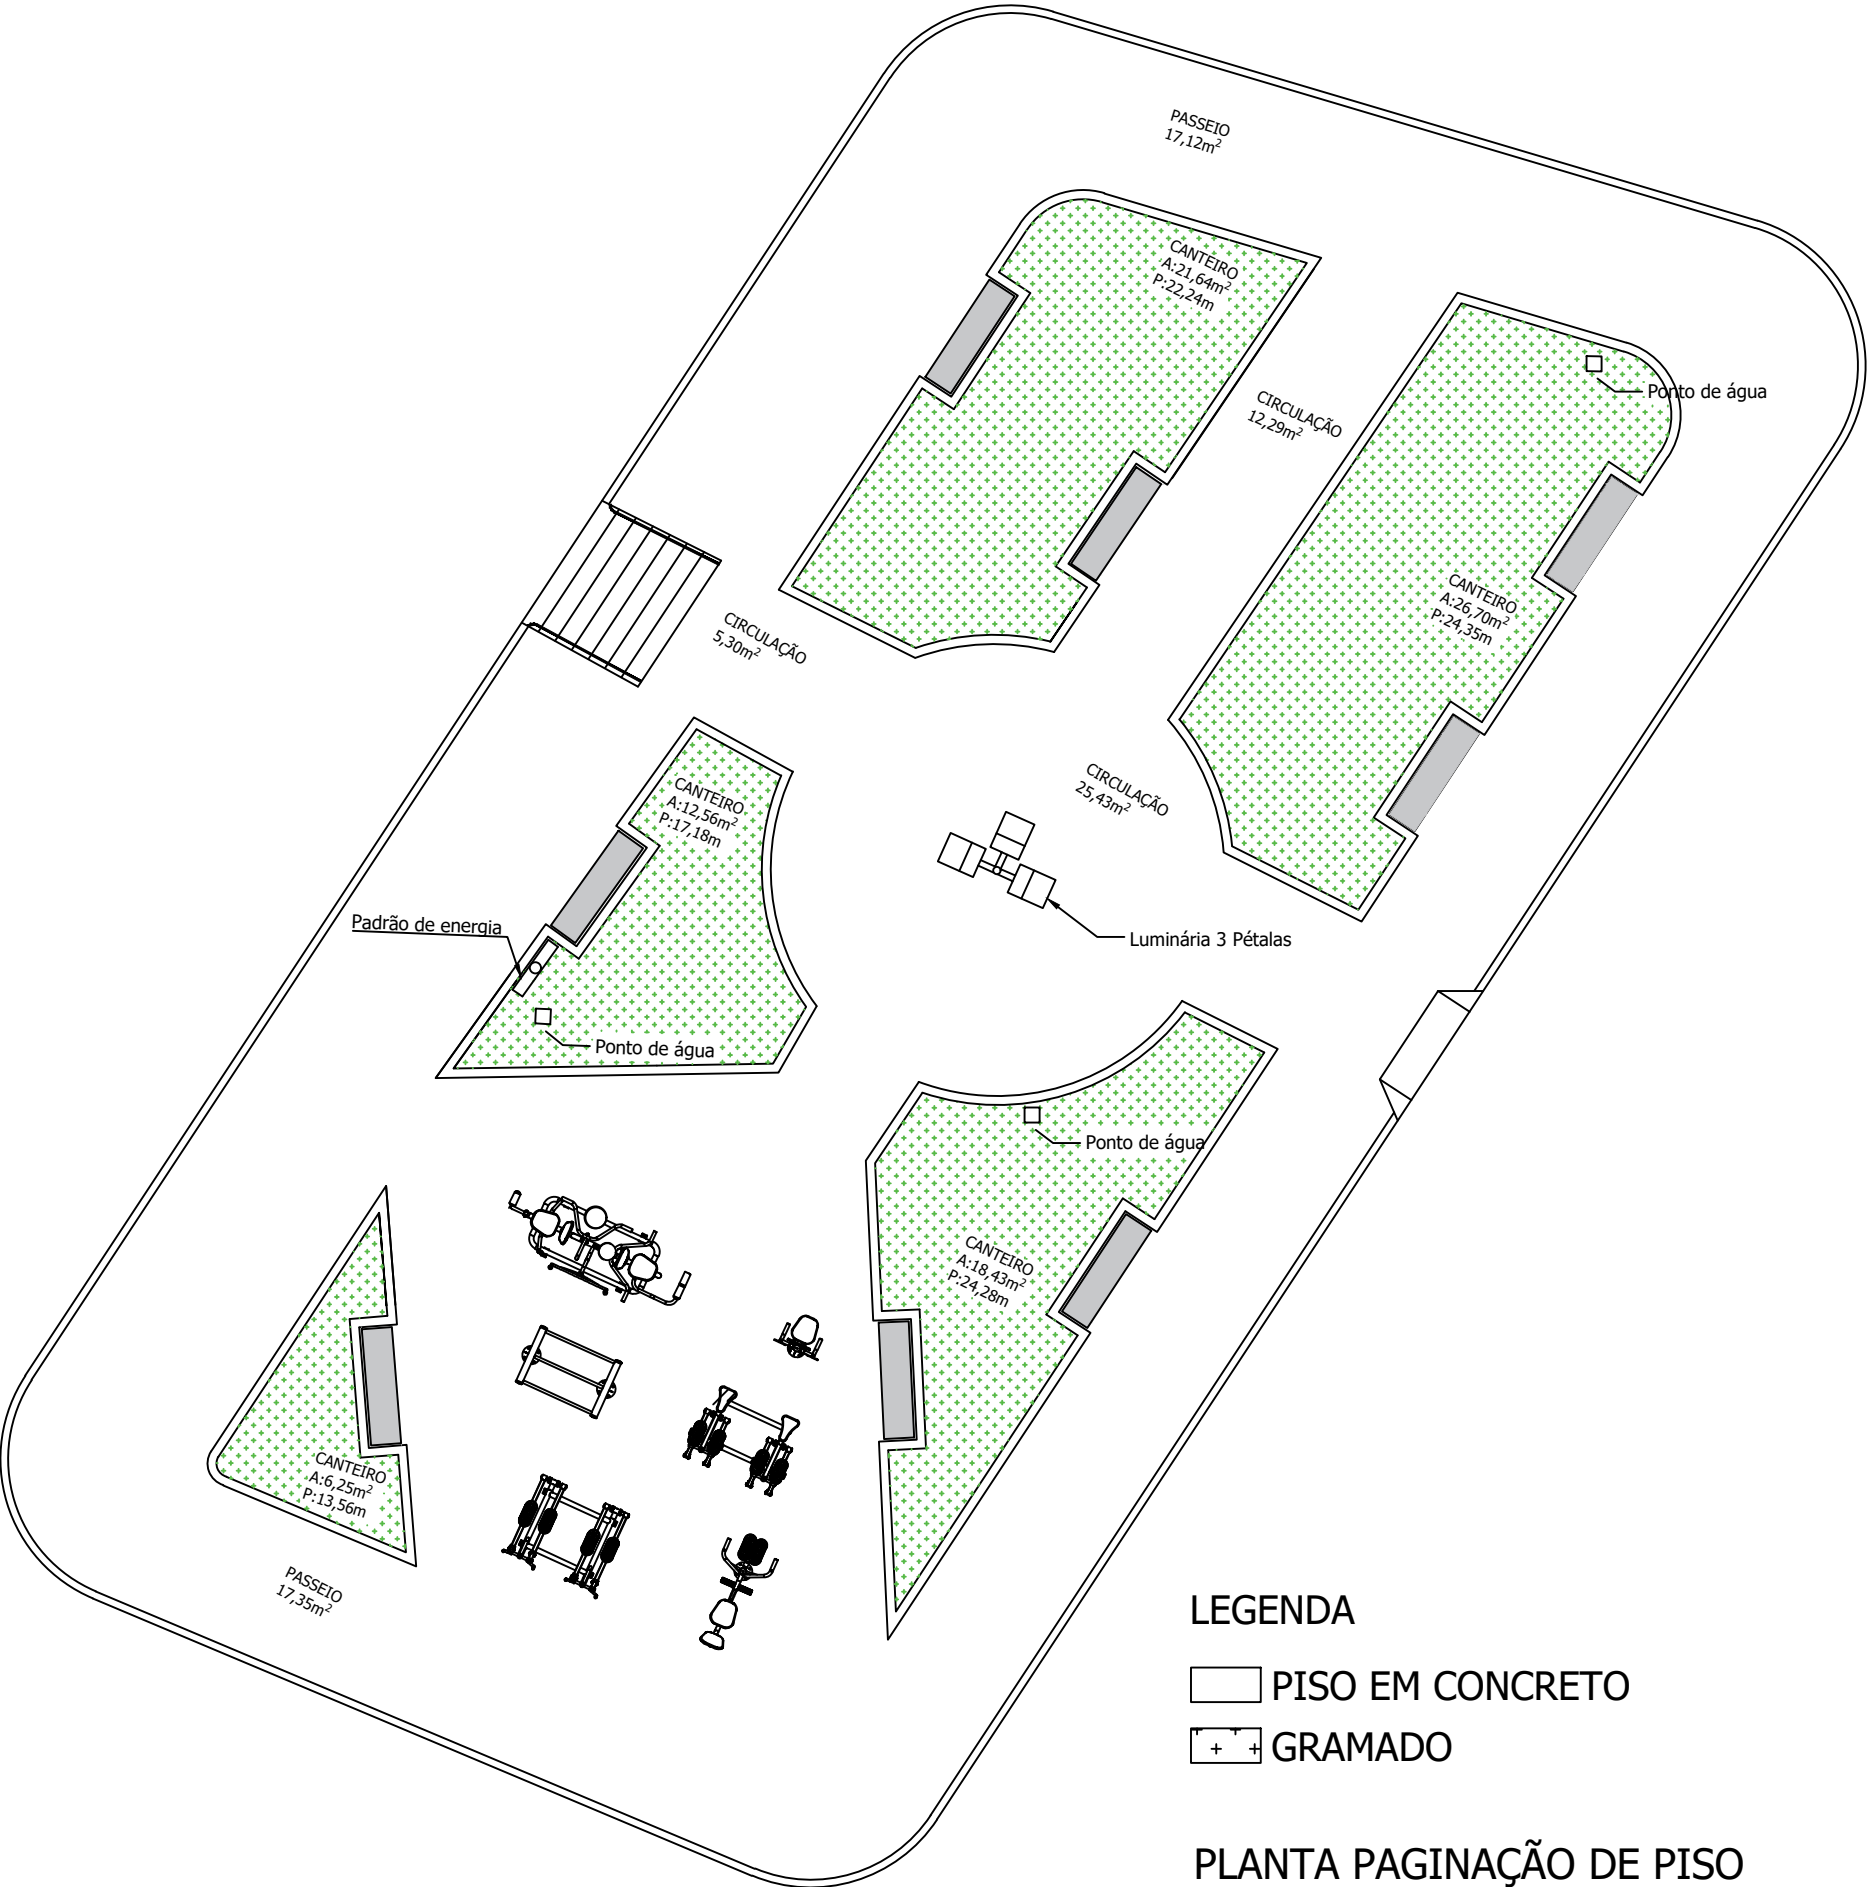 PASSEIO
17,12m²
CANTEIRO
A:21,64m²
P:22,24m
Ponto de água
CIRCULAÇÃO
12,29m²
CANTEIRO
A:26,70m²
P:24,35m
CIRCULAÇÃO
5,30m²
CIRCULAÇÃO
25,43m²
CANTEIRO
A:12,56m²
P:17,18m
Padrão de energia
Luminária 3 Pétalas
Ponto de água
Ponto de água
CANTEIRO
A:18,43m²
P:24,28m
CANTEIRO
A:6,25m²
P:13,56m
PASSEIO
17,35m²
LEGENDA
PISO EM CONCRETO
GRAMADO
PLANTA PAGINAÇÃO DE PISO